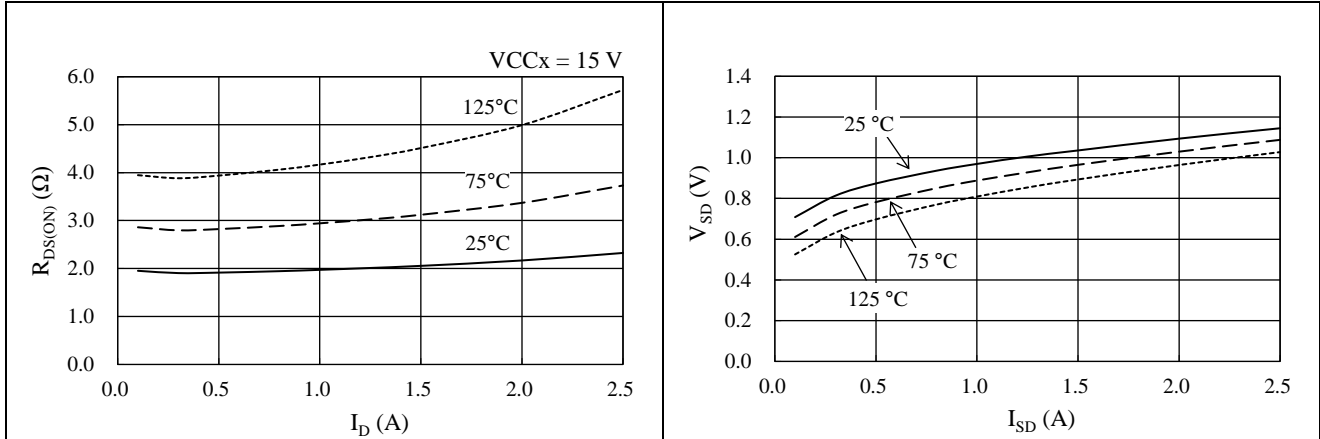 VCCx = 15 V
R_DS(ON) (Ω)
6.0
5.0
4.0
3.0
2.0
1.0
0.0
125°C
75°C
25°C
0.0 0.5 1.0 1.5 2.0 2.5
I_D (A)
V_SD (V)
1.4
1.2
1.0
0.8
0.6
0.4
0.2
0.0
25 °C
75 °C
125 °C
0.0 0.5 1.0 1.5 2.0 2.5
I_SD (A)